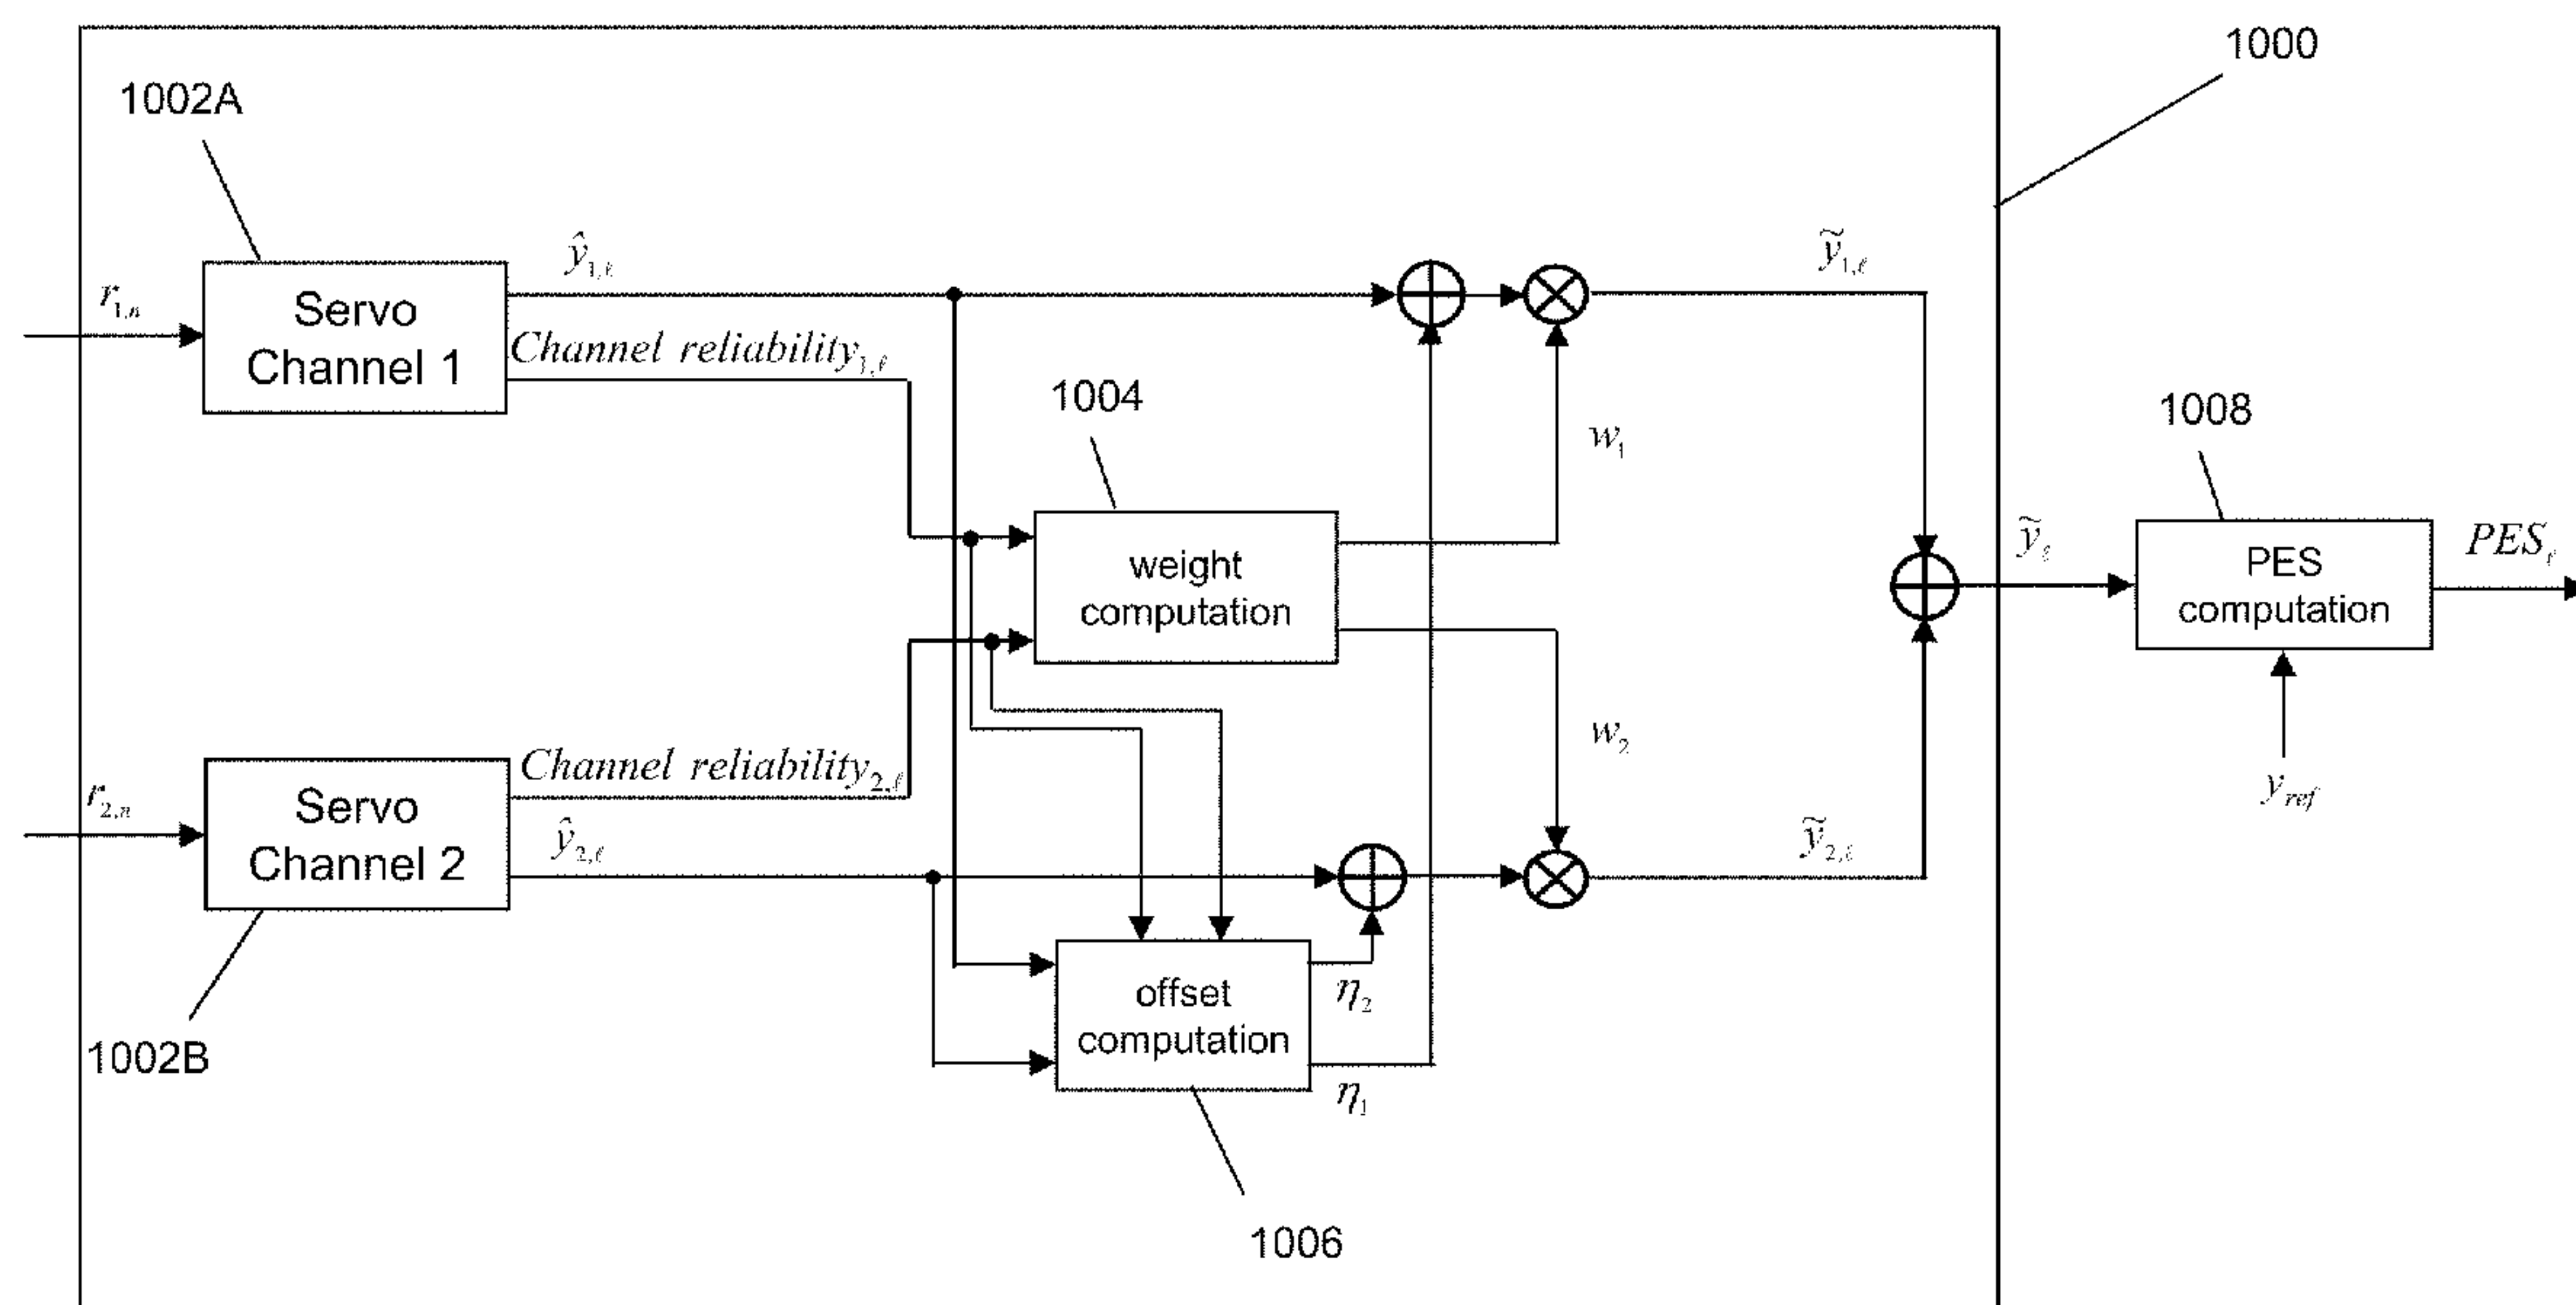 1000
1002A
r₁,ₙ
Servo
Channel 1
ŷ₁,ℓ
Channel reliability₁,ℓ
ỹ₁,ℓ
1004
w₁
weight
computation
1008
ỹℓ
PES
computation
PESℓ
y_ref
r₂,ₙ
Servo
Channel 2
Channel reliability₂,ℓ
ŷ₂,ℓ
w₂
ỹ₂,ℓ
1002B
offset
computation
η₂
η₁
1006